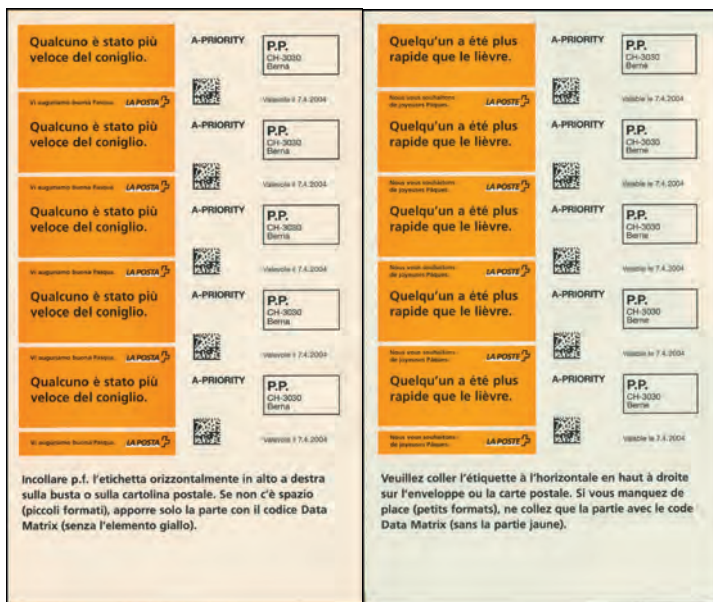 Qualcuno è stato più
veloce del coniglio.
A-PRIORITY
P.P.
CH-3030
Berna
Vi auguriamo buona Pasqua.
LA POSTA
Valevole il 7.4.2004
Qualcuno è stato più
veloce del coniglio.
A-PRIORITY
P.P.
CH-3030
Berna
Vi auguriamo buona Pasqua.
LA POSTA
Valevole il 7.4.2004
Qualcuno è stato più
veloce del coniglio.
A-PRIORITY
P.P.
CH-3030
Berna
Vi auguriamo buona Pasqua.
LA POSTA
Valevole il 7.4.2004
Qualcuno è stato più
veloce del coniglio.
A-PRIORITY
P.P.
CH-3030
Berna
Vi auguriamo buona Pasqua.
LA POSTA
Valevole il 7.4.2004
Qualcuno è stato più
veloce del coniglio.
A-PRIORITY
P.P.
CH-3030
Berna
Vi auguriamo buona Pasqua.
LA POSTA
Valevole il 7.4.2004
Incollare p.f. l'etichetta orizzontalmente in alto a destra
sulla busta o sulla cartolina postale. Se non c'è spazio
(piccoli formati), apporre solo la parte con il codice Data
Matrix (senza l'elemento giallo).
Quelqu'un a été plus
rapide que le lièvre.
A-PRIORITY
P.P.
CH-3030
Berne
Nous vous souhaitons
de joyeuses Pâques.
LA POSTE
Valable le 7.4.2004
Quelqu'un a été plus
rapide que le lièvre.
A-PRIORITY
P.P.
CH-3030
Berne
Nous vous souhaitons
de joyeuses Pâques.
LA POSTE
Valable le 7.4.2004
Quelqu'un a été plus
rapide que le lièvre.
A-PRIORITY
P.P.
CH-3030
Berne
Nous vous souhaitons
de joyeuses Pâques.
LA POSTE
Valable le 7.4.2004
Quelqu'un a été plus
rapide que le lièvre.
A-PRIORITY
P.P.
CH-3030
Berne
Nous vous souhaitons
de joyeuses Pâques.
LA POSTE
Valable le 7.4.2004
Quelqu'un a été plus
rapide que le lièvre.
A-PRIORITY
P.P.
CH-3030
Berne
Nous vous souhaitons
de joyeuses Pâques.
LA POSTE
Valable le 7.4.2004
Veuillez coller l'étiquette à l'horizontale en haut à droite
sur l'enveloppe ou la carte postale. Si vous manquez de
place (petits formats), ne collez que la partie avec le code
Data Matrix (sans la partie jaune).